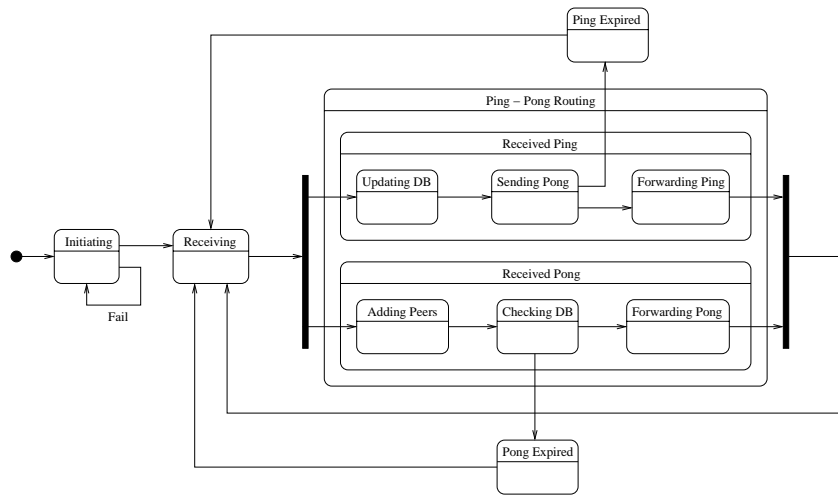 Ping Expired
Ping – Pong Routing
Received Ping
Updating DB
Sending Pong
Forwarding Ping
Initiating
Receiving
Fail
Received Pong
Adding Peers
Checking DB
Forwarding Pong
Pong Expired